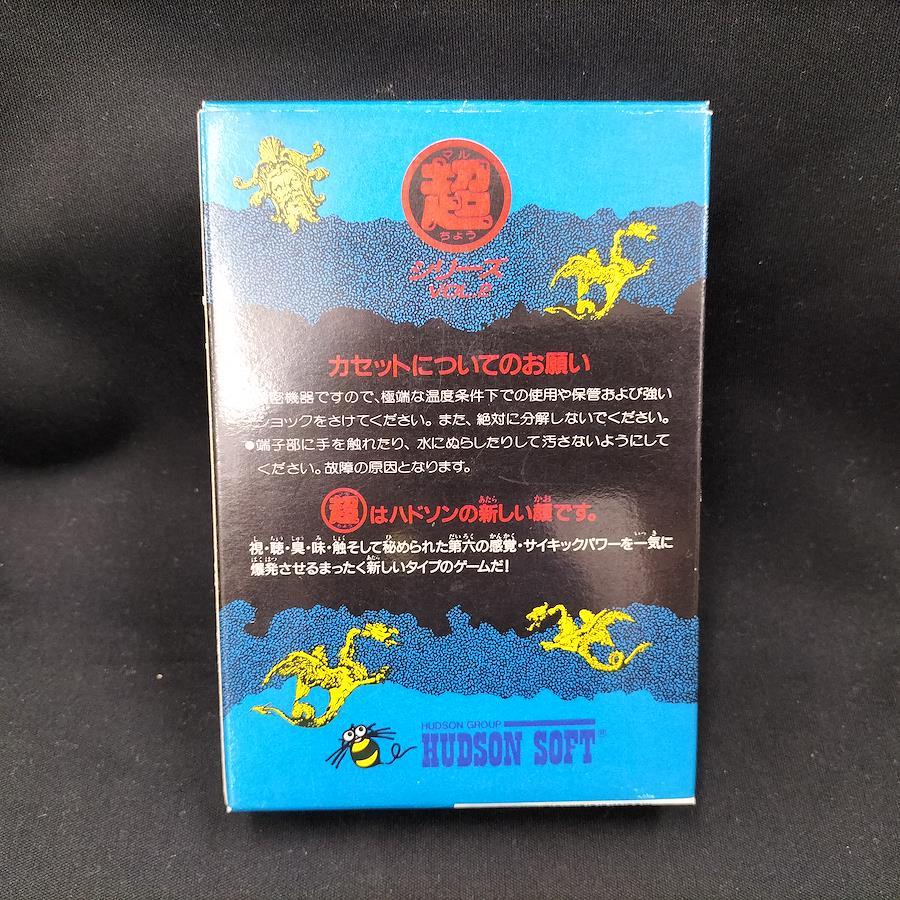 マル
超
ちょう
シリーズ
VOL.2
カセットについてのお願い
密機器ですので、極端な温度条件下での使用や保管および強い
ショックをさけてください。また、絶対に分解しないでください。
●端子部に手を触れたり、水にぬらしたりして汚さないようにして
ください。故障の原因となります。
超はハドソンの新しい顔です。
視・聴・臭・味・触そして秘められた第六の感覚・サイキックパワーを一気に
爆発させるまったく新しいタイプのゲームだ!
HUDSON GROUP
HUDSON SOFT®